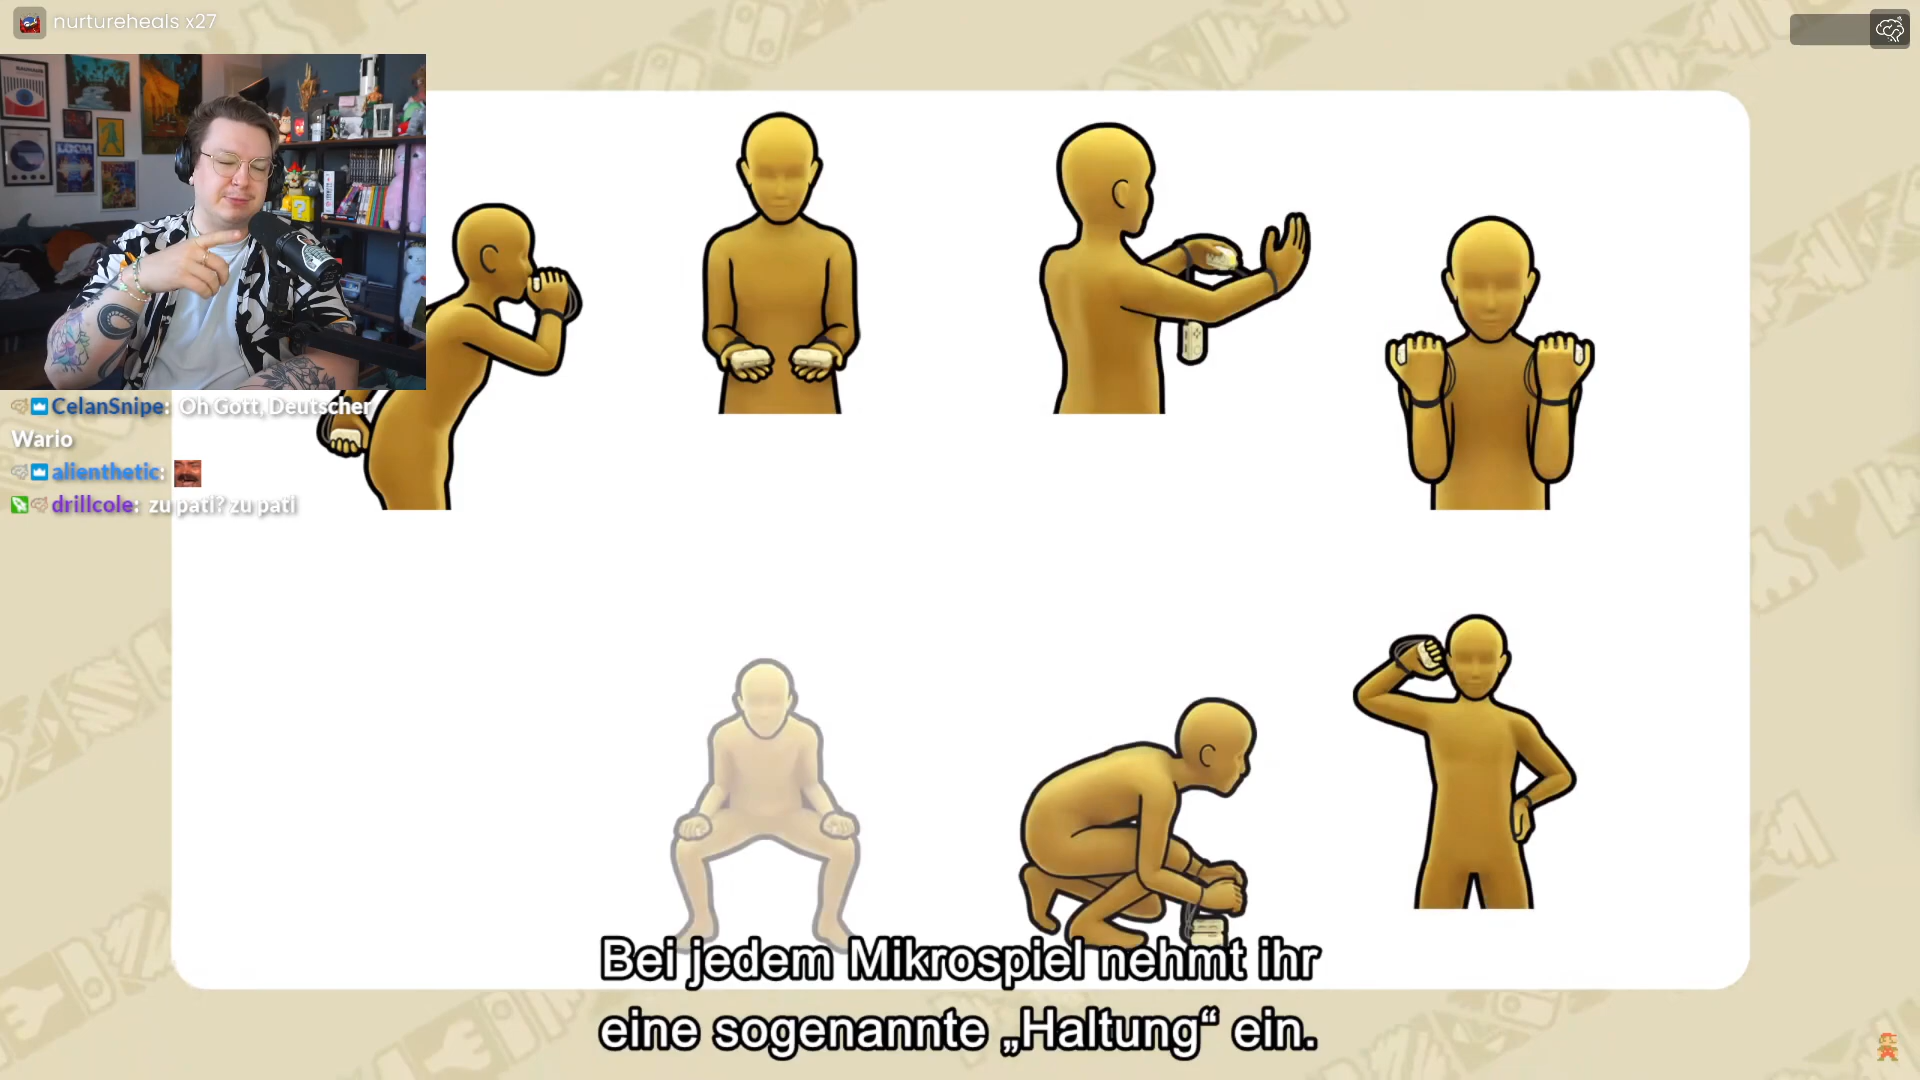 nurtureheals x27
LOOM
CelanSnipe: Oh Gott, Deutscher
Wario
alienthetic:
drillcole: zu pati? zu pati
Bei jedem Mikrospiel nehmt ihr
eine sogenannte „Haltung“ ein.